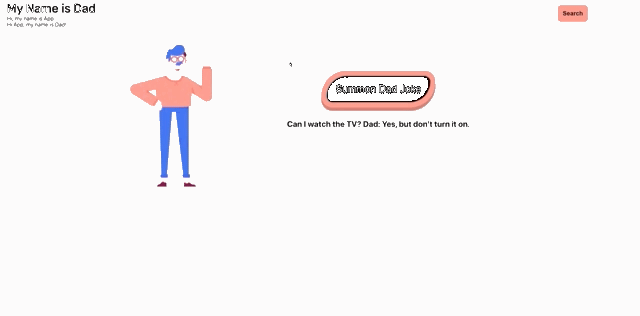 My Name is Dad
Hi, my name is App
Hi App, my name is Dad!
Search
Summon Dad Joke
Can I watch the TV? Dad: Yes, but don't turn it on.